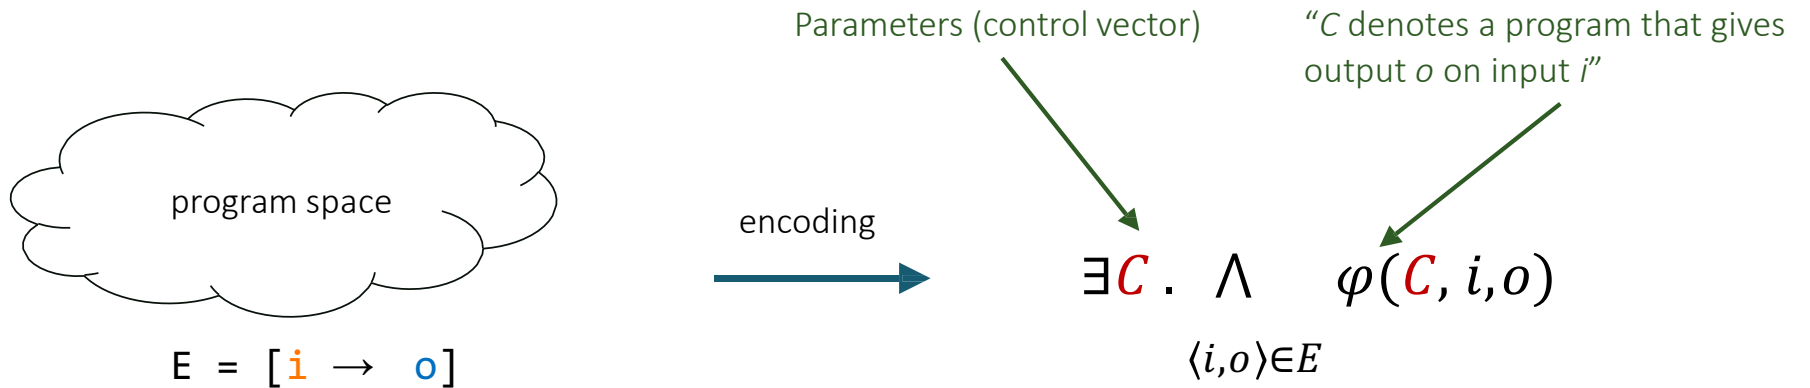 Parameters (control vector)
“C denotes a program that gives
output o on input i”
program space
encoding
∃C . ⋀ φ(C, i,o)
⟨i,o⟩∈E
E = [i → o]